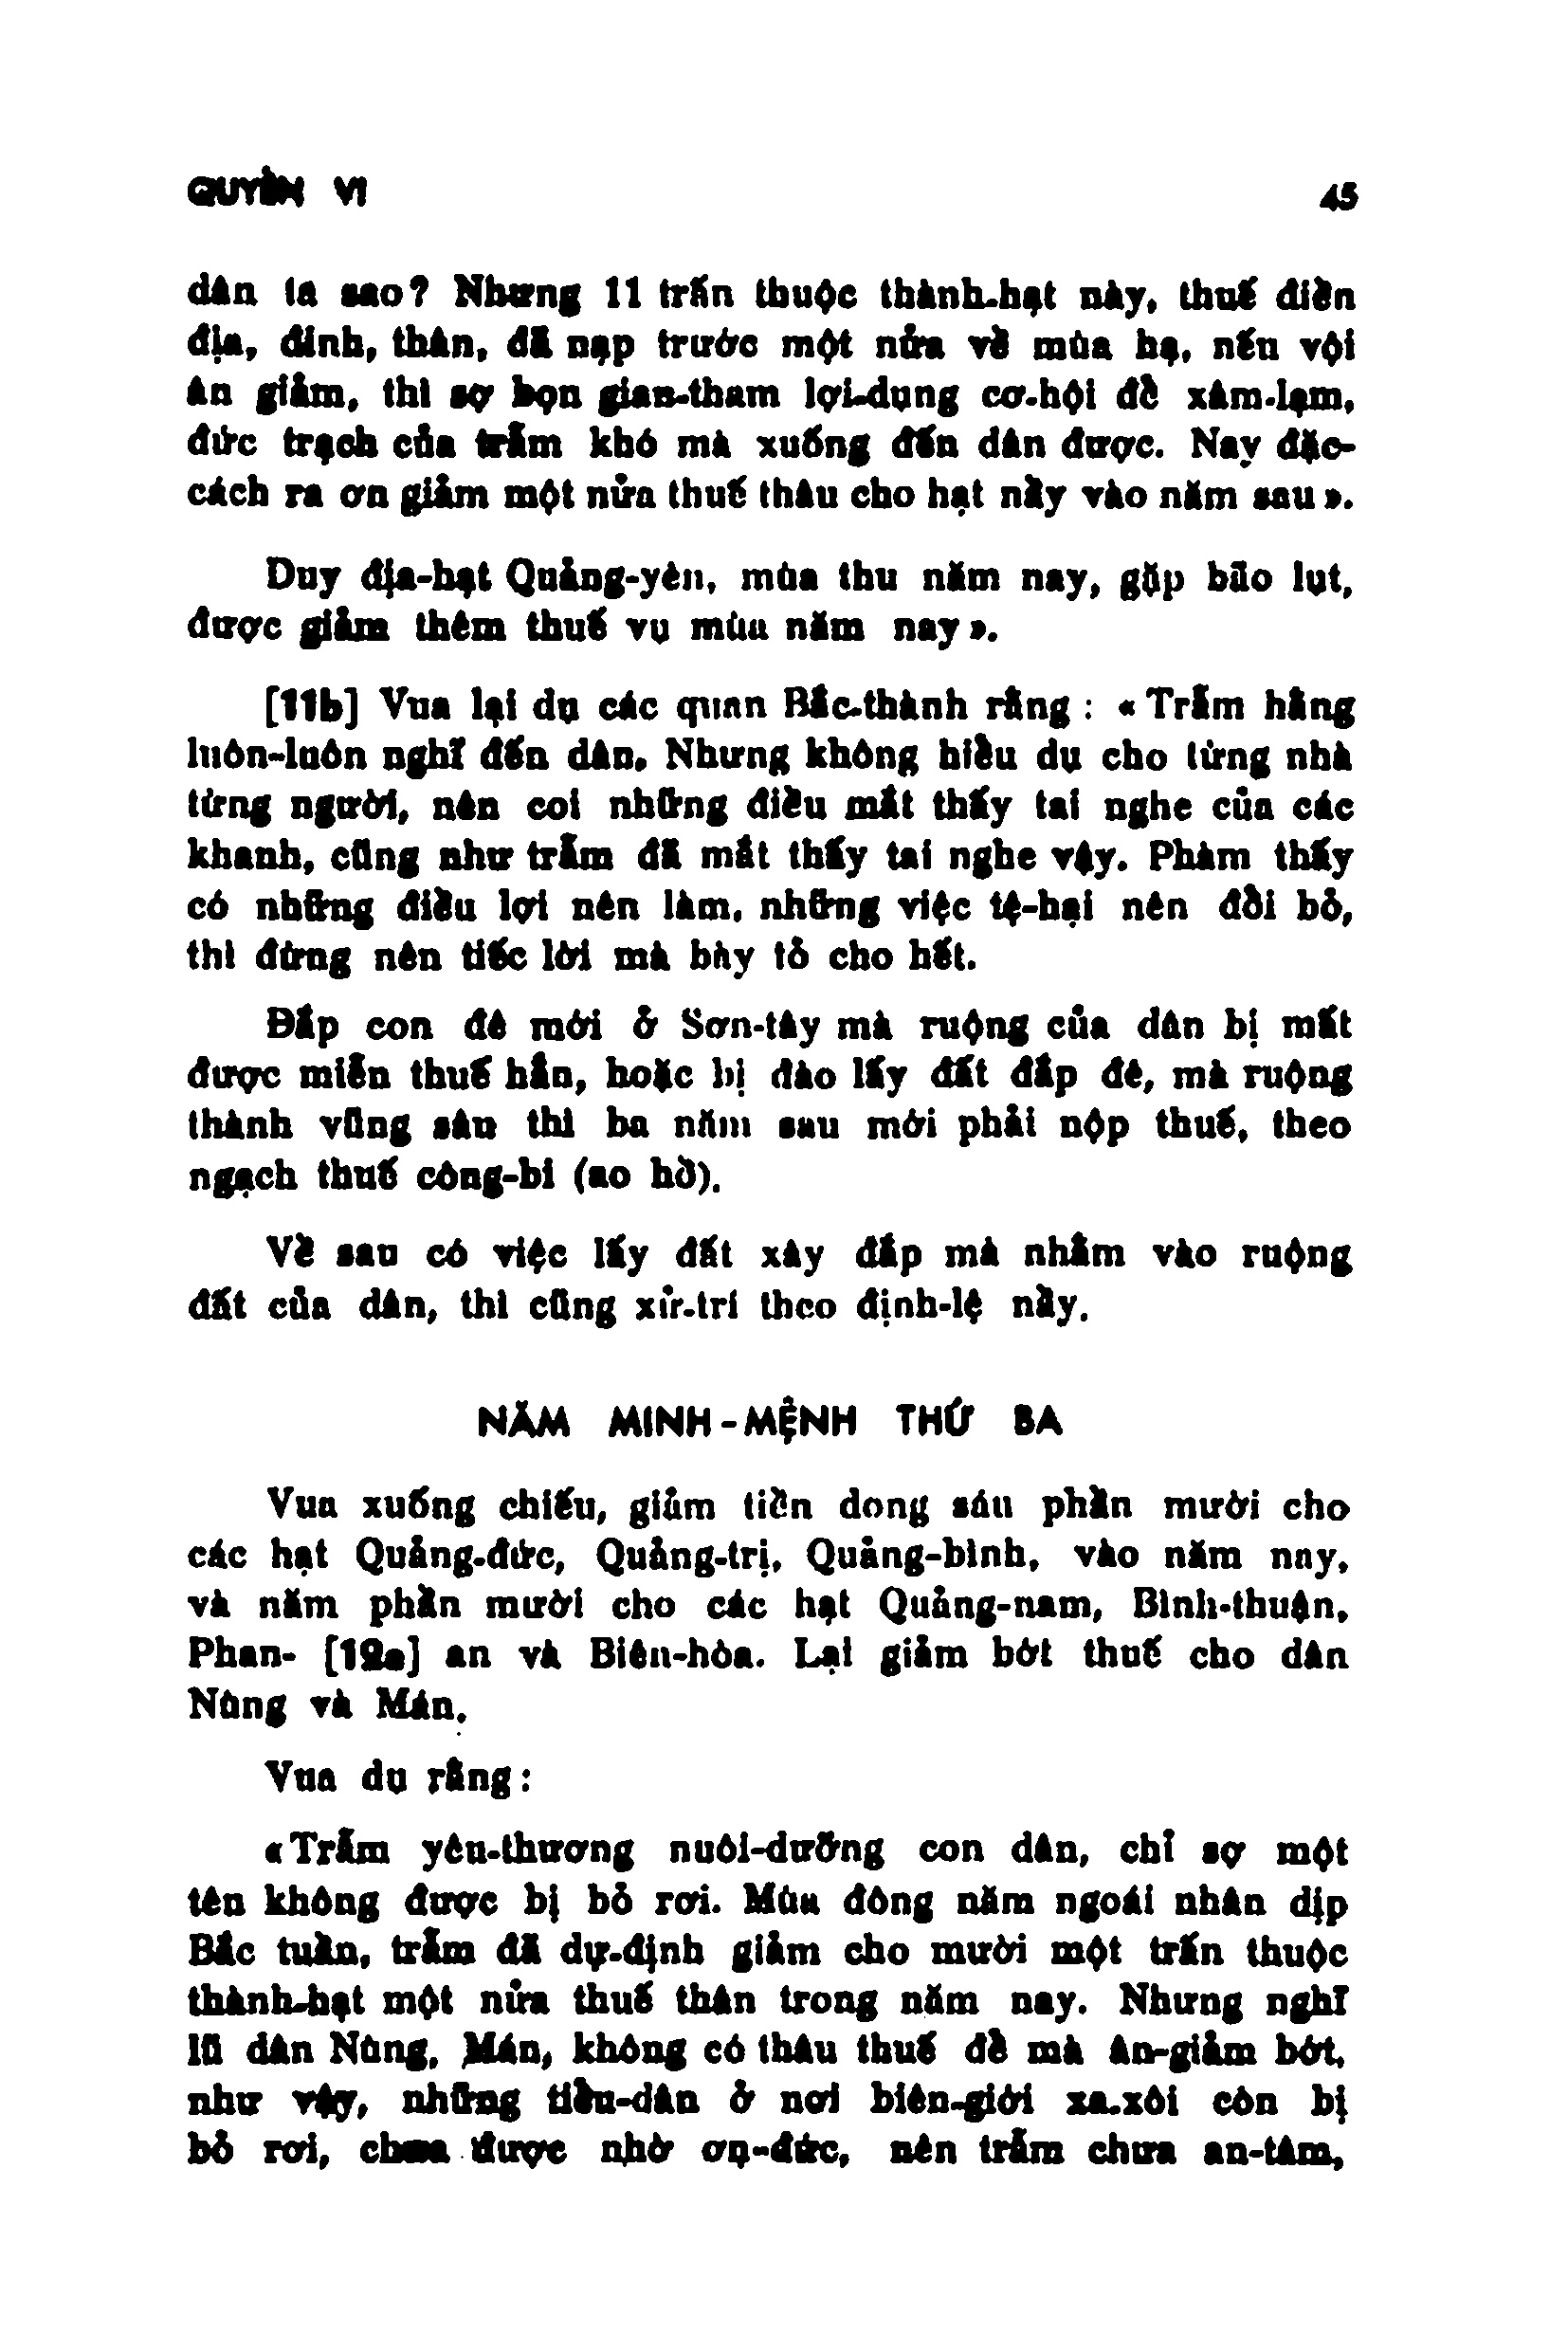 QUYỂN VI 45
dân ta sao? Nhưng 11 trấn thuộc thành-hạt này, thuế điền
địa, đinh, thân, đã nạp trước một nửa về mùa hạ, nếu vội
ân giảm, thì sợ bọn gian-tham lợi-dụng cơ-hội để xâm-lạm,
đức trạch của trẫm khó mà xuống đến dân được. Nay đặc-
cách ra ơn giảm một nửa thuế thâu cho hạt nầy vào năm sau ».
Duy địa-hạt Quảng-yên, mùa thu năm nay, gặp bão lụt,
được giảm thêm thuế vụ mùa năm nay ».
[11b] Vua lại dụ các quan Bắc-thành rằng : « Trẫm hằng
luôn-luôn nghĩ đến dân. Nhưng không hiểu dụ cho từng nhà
từng người, nên coi những điều mắt thấy tai nghe của các
khanh, cũng như trẫm đã mắt thấy tai nghe vậy. Phàm thấy
có những điều lợi nên làm, những việc tệ-hại nên đổi bỏ,
thì đừng nên tiếc lời mà bày tỏ cho hết.
Đắp con đê mới ở Sơn-tây mà ruộng của dân bị mất
được miễn thuế hẳn, hoặc bị đào lấy đất đắp đê, mà ruộng
thành vũng sâu thì ba năm sau mới phải nộp thuế, theo
ngạch thuế công-bi (ao hồ).
Về sau có việc lấy đất xây đắp mà nhằm vào ruộng
đất của dân, thì cũng xử-trí theo định-lệ nầy.
NĂM MINH-MỆNH THỨ BA
Vua xuống chiếu, giảm tiền dong sáu phần mười cho
các hạt Quảng-đức, Quảng-trị, Quảng-bình, vào năm nay,
và năm phần mười cho các hạt Quảng-nam, Bình-thuận,
Phan- [12a] an và Biên-hòa. Lại giảm bớt thuế cho dân
Nùng và Mán.
Vua dụ rằng :
« Trẫm yêu-thương nuôi-dưỡng con dân, chỉ sợ một
tên không được bị bỏ rơi. Mùa đông năm ngoái nhân dịp
Bắc tuần, trẫm đã dự-định giảm cho mười một trấn thuộc
thành-hạt một nửa thuế thân trong năm nay. Nhưng nghĩ
lũ dân Nùng, Mán, không có thâu thuế để mà ân-giảm bớt,
như vậy, những tiểu-dân ở nơi biên-giới xa-xôi còn bị
bỏ rơi, chưa được nhờ ơn-đức, nên trẫm chưa an-tâm,